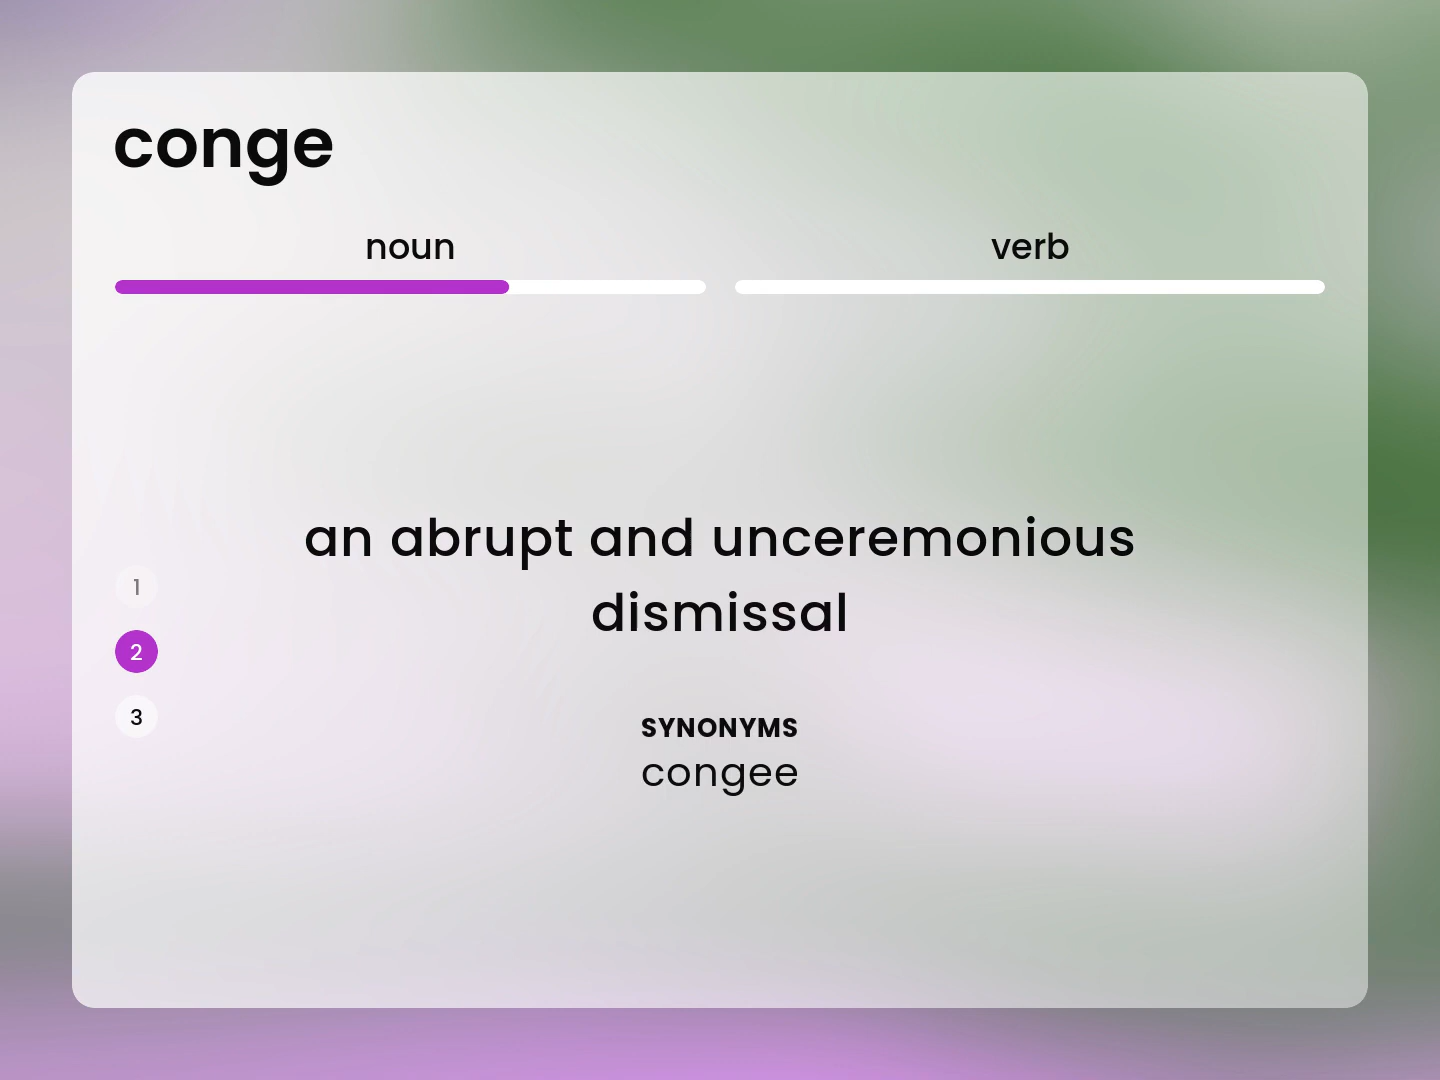 conge
noun
verb
an abrupt and unceremonious
dismissal
1
2
3
SYNONYMS
congee